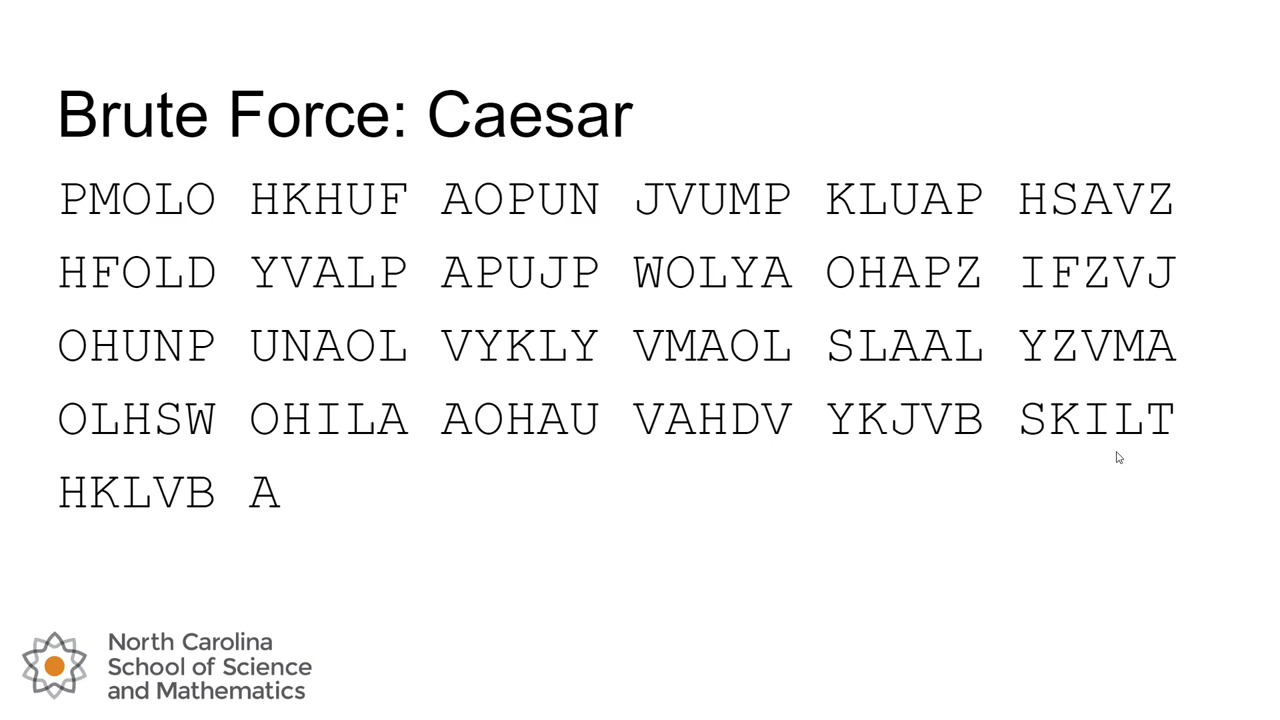 Brute Force: Caesar
PMOLO HKHUF AOPUN JVUMP KLUAP HSAVZ
HFOLD YVALP APUJP WOLYA OHAPZ IFZVJ
OHUNP UNAOL VYKLY VMAOL SLAAL YZVMA
OLHSW OHILA AOHAU VAHDV YKJVB SKILT
HKLVB A
North Carolina
School of Science
and Mathematics